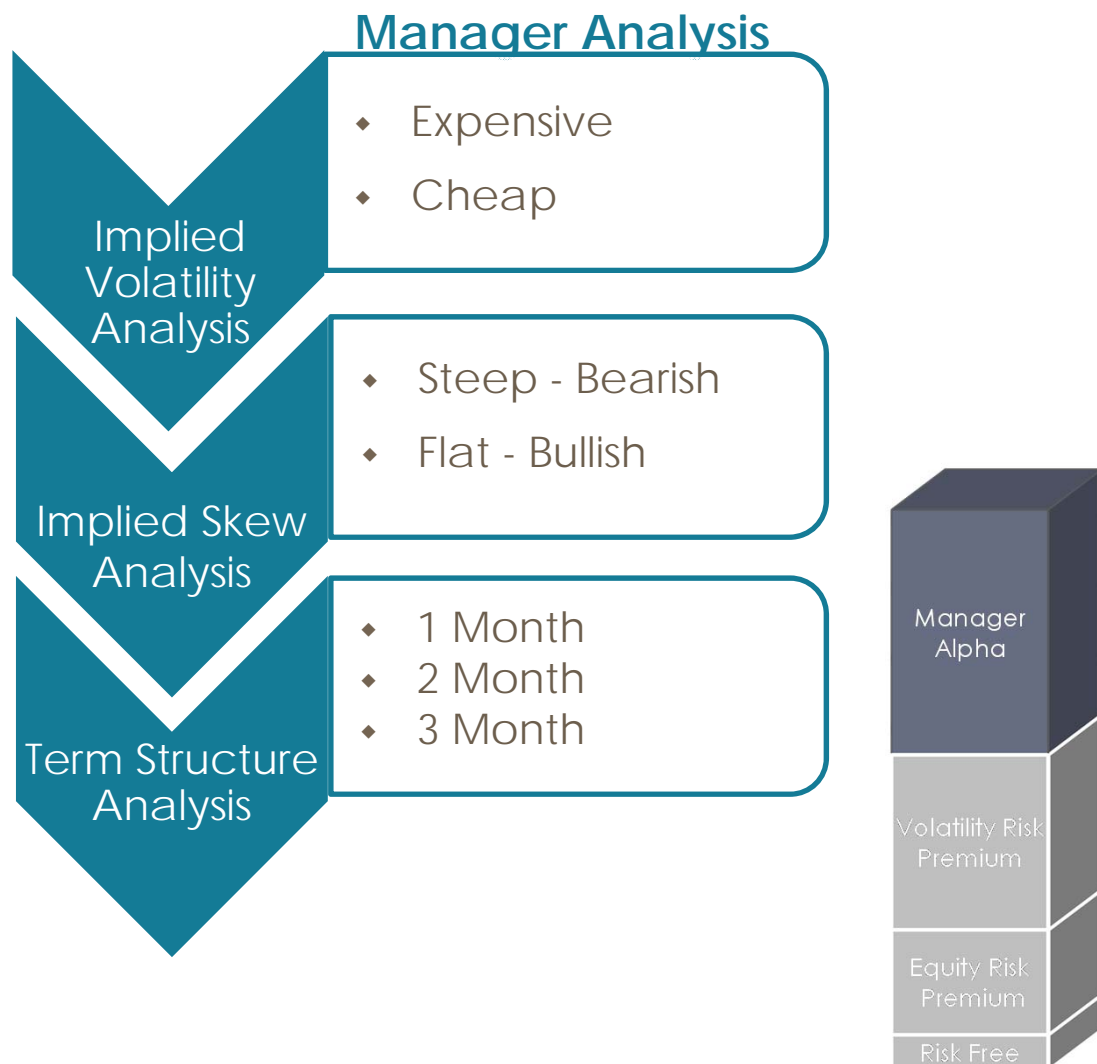 Manager Analysis
Implied
Volatility
Analysis
Expensive
Cheap
Implied Skew
Analysis
Steep - Bearish
Flat - Bullish
Term Structure
Analysis
1 Month
2 Month
3 Month
Manager
Alpha
Volatility Risk
Premium
Equity Risk
Premium
Risk Free